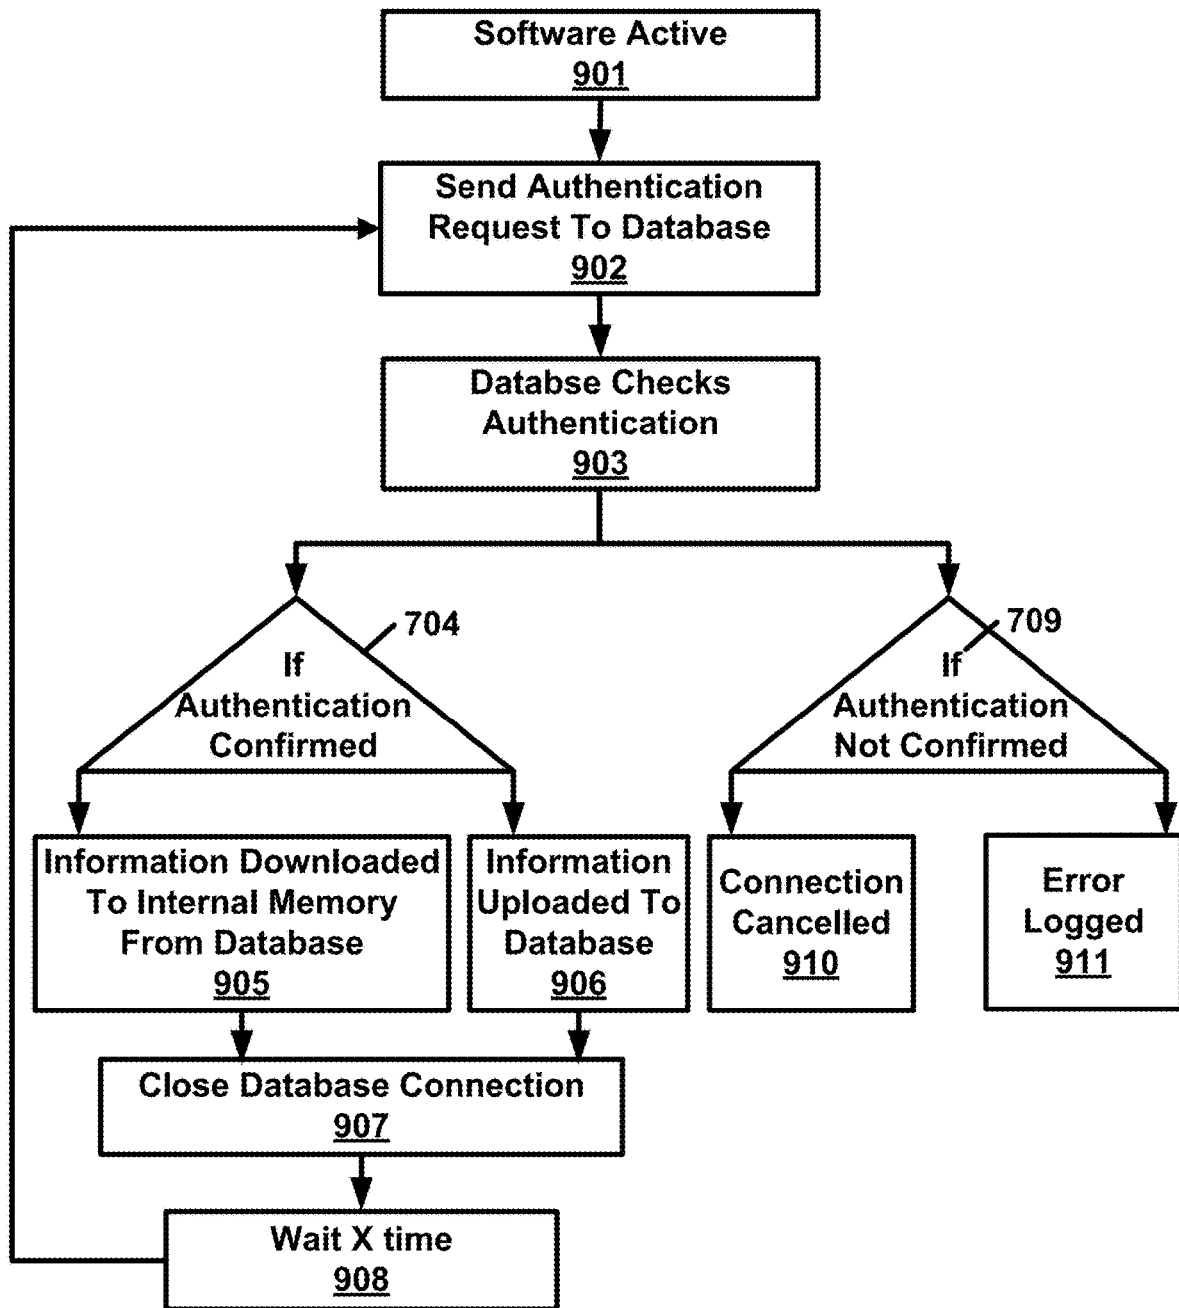 Software Active
901
Send Authentication
Request To Database
902
Databse Checks
Authentication
903
704
If
Authentication
Confirmed
709
If
Authentication
Not Confirmed
Information Downloaded
To Internal Memory
From Database
905
Information
Uploaded To
Database
906
Connection
Cancelled
910
Error
Logged
911
Close Database Connection
907
Wait X time
908